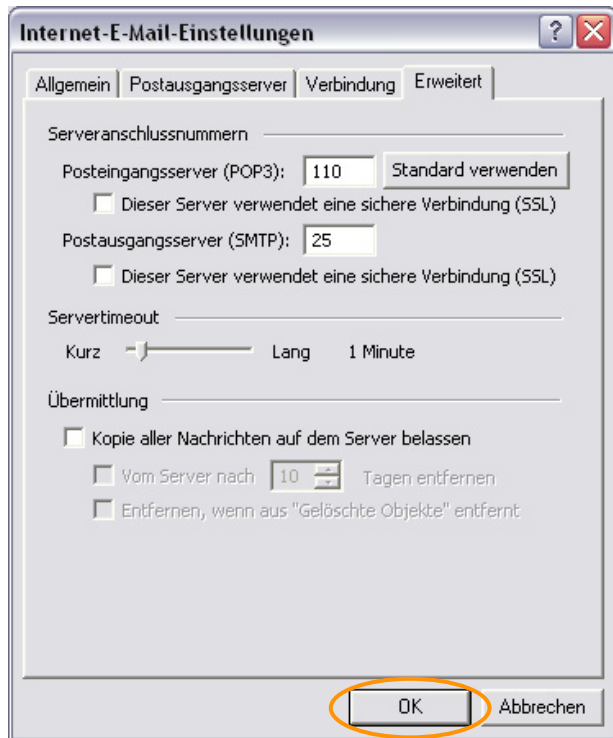 Internet-E-Mail-Einstellungen
?
Allgemein Postausgangsserver Verbindung Erweitert
Serveranschlussnummern
Posteingangsserver (POP3): 110 Standard verwenden
Dieser Server verwendet eine sichere Verbindung (SSL)
Postausgangsserver (SMTP): 25
Dieser Server verwendet eine sichere Verbindung (SSL)
Servertimeout
Kurz Lang 1 Minute
Übermittlung
Kopie aller Nachrichten auf dem Server belassen
Vom Server nach 10 Tagen entfernen
Entfernen, wenn aus "Gelöschte Objekte" entfernt
OK Abbrechen